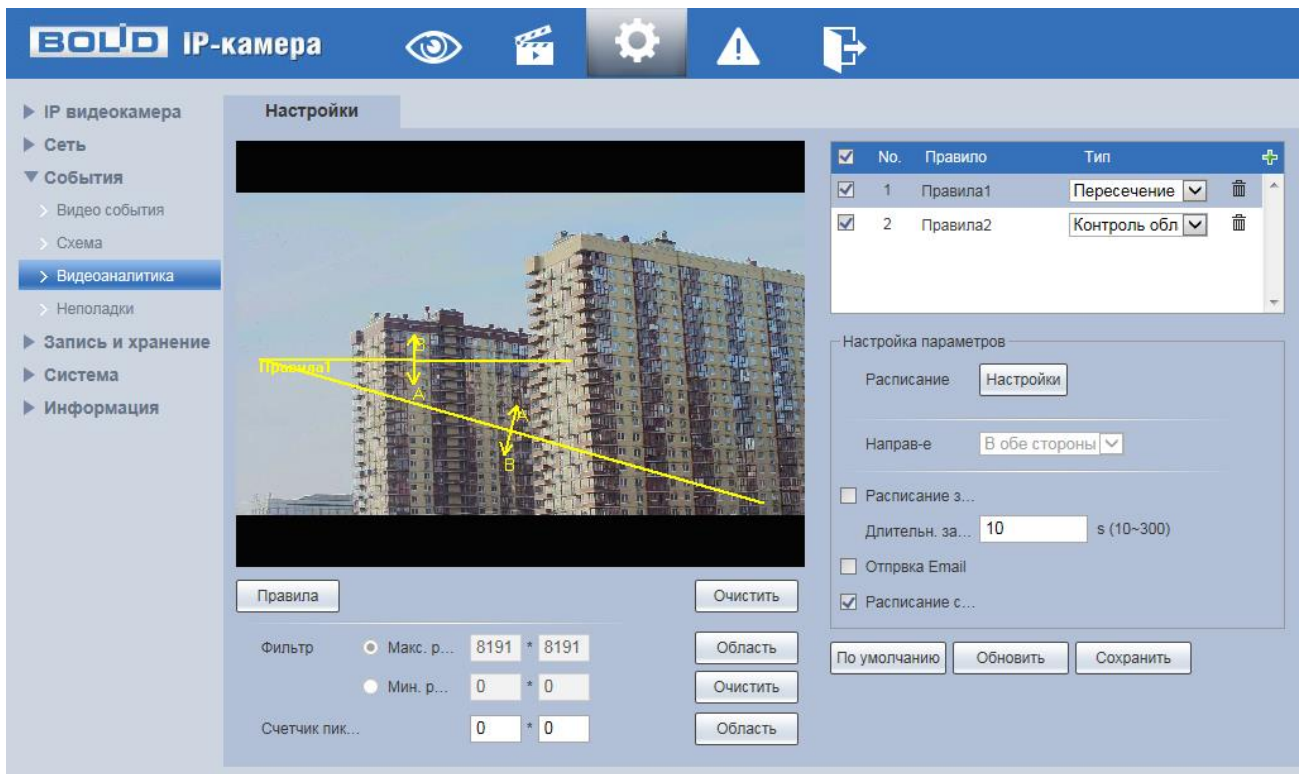 BOLID IP-камера
IP видеокамера
Сеть
События
Видео события
Схема
Видеоаналитика
Неполадки
Запись и хранение
Система
Информация
Настройки
Правила1
B
A
A
B
Правила
Очистить
Фильтр Макс. р... 8191 * 8191 Область
Мин. р... 0 * 0 Очистить
Счетчик пик... 0 * 0 Область
No. Правило Тип
1 Правила1 Пересечение
2 Правила2 Контроль обл
Настройка параметров
Расписание Настройки
Направ-е В обе стороны
Расписание з...
Длительн. за... 10 s (10~300)
Отпрвка Email
Расписание с...
По умолчанию Обновить Сохранить